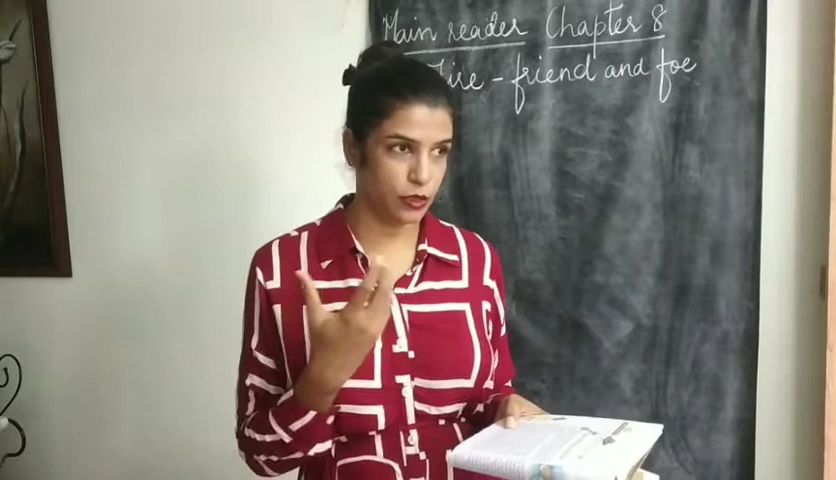 Main reader Chapter 8
Fire - friend and foe